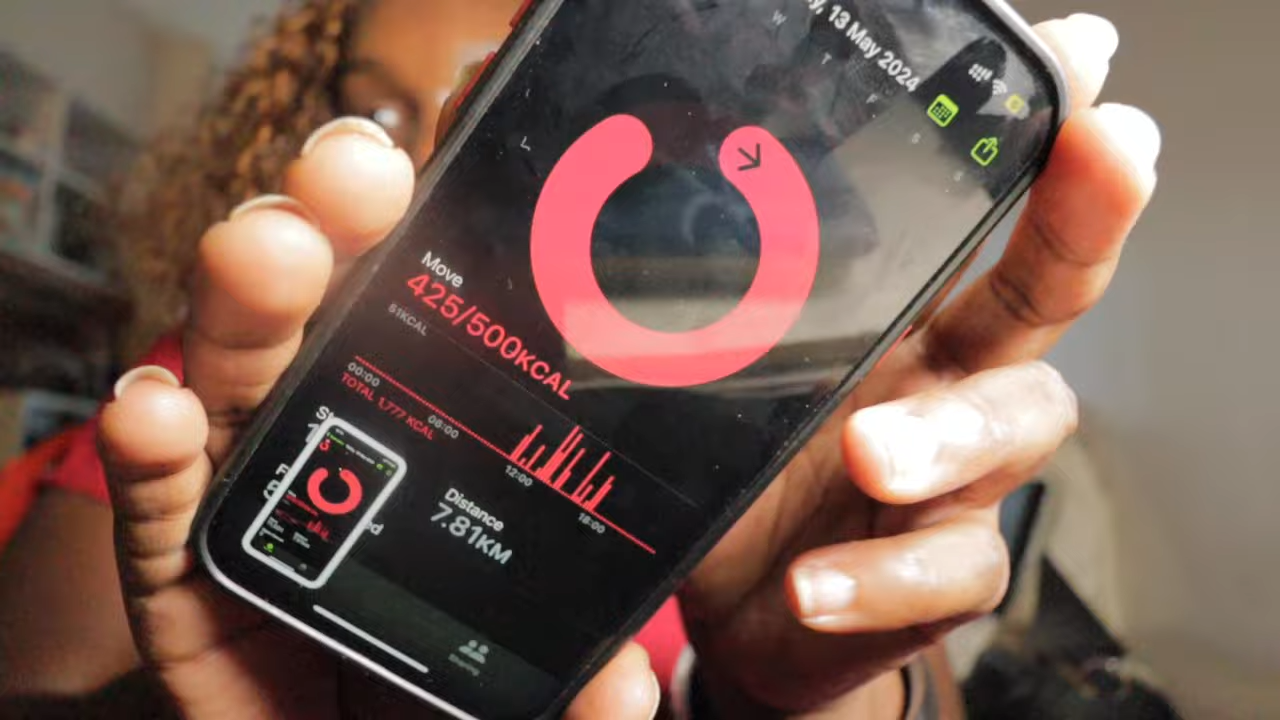 13 May 2024
W
T
F
S
S
Move
425/500KCAL
61KCAL
00:00
06:00
12:00
18:00
TOTAL 1,777 KCAL
Distance
7.81KM
Sharing